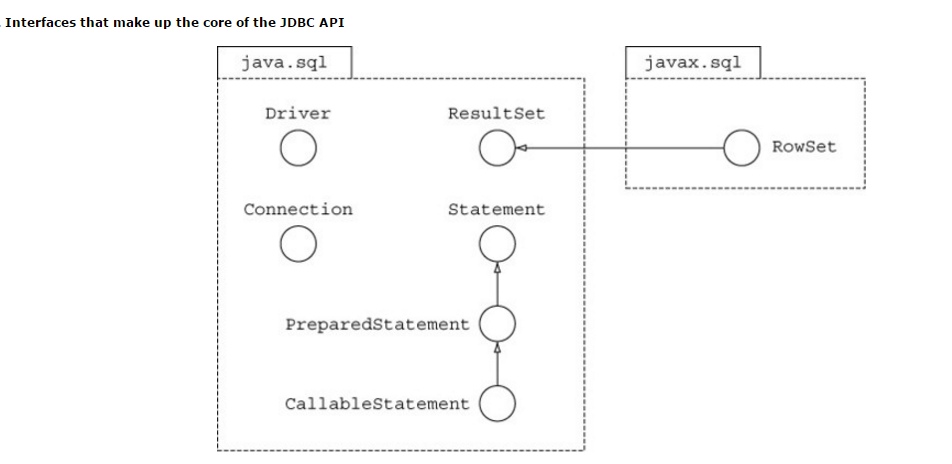 Interfaces that make up the core of the JDBC API
java.sql
javax.sql
Driver
ResultSet
RowSet
Connection
Statement
PreparedStatement
CallableStatement